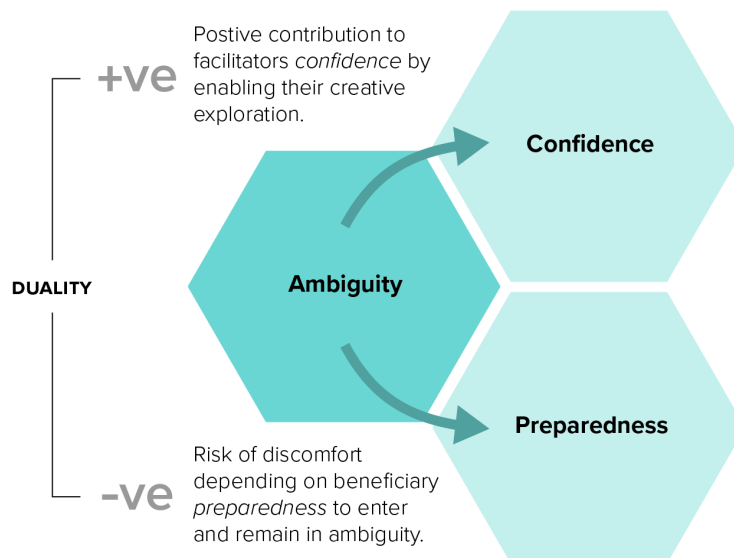 +ve
Postive contribution to
facilitators confidence by
enabling their creative
exploration.
Confidence
DUALITY
Ambiguity
Preparedness
-ve
Risk of discomfort
depending on beneficiary
preparedness to enter
and remain in ambiguity.